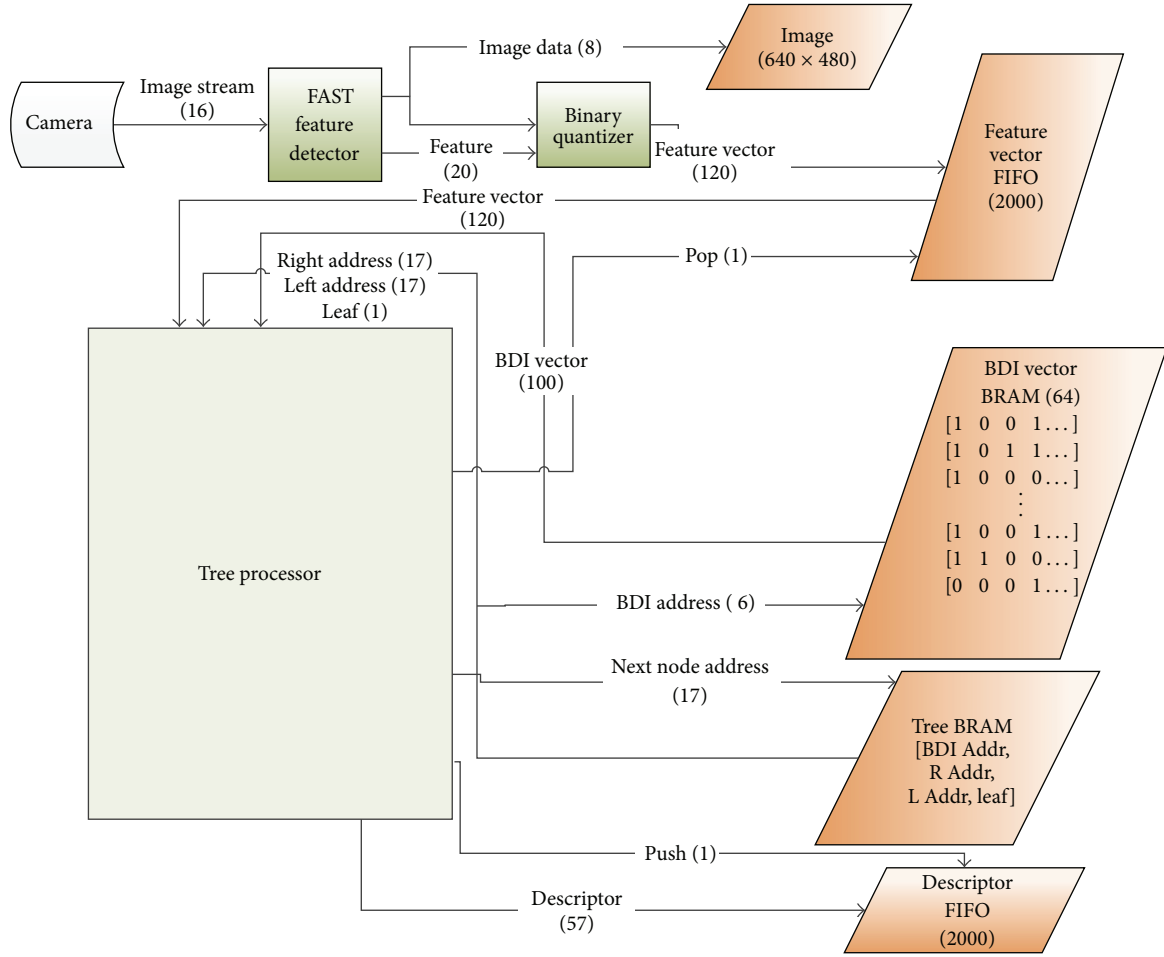 Image data (8)
Image
(640 × 480)
Image stream
(16)
Camera
FAST
feature
detector
Feature
(20)
Binary
quantizer
Feature vector
(120)
Feature
vector
FIFO
(2000)
Feature vector
(120)
Pop (1)
Right address (17)
Left address (17)
Leaf (1)
BDI vector
(100)
BDI vector
BRAM (64)
[1 0 0 1 . . . ]
[1 0 1 1 . . . ]
[1 0 0 0 . . . ]
⋮
[1 0 0 1 . . . ]
[1 1 0 0 . . . ]
[0 0 0 1 . . . ]
Tree processor
BDI address ( 6)
Next node address
(17)
Tree BRAM
[BDI Addr,
R Addr,
L Addr, leaf]
Push (1)
Descriptor
(57)
Descriptor
FIFO
(2000)